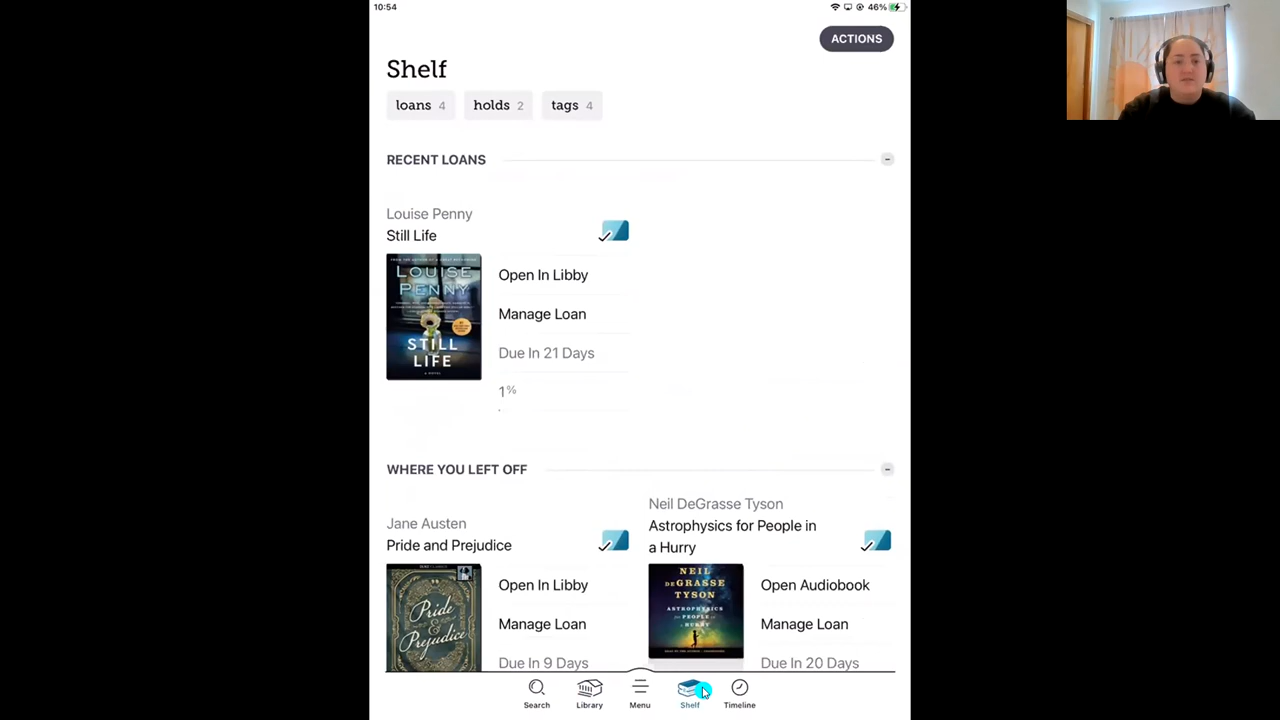 10:54
46%
ACTIONS
Shelf
loans 4
holds 2
tags 4
RECENT LOANS
Louise Penny
Still Life
LOUISE
PENNY
STILL
LIFE
A NOVEL
Open In Libby
Manage Loan
Due In 21 Days
1%
WHERE YOU LEFT OFF
Jane Austen
Pride and Prejudice
Pride
&
Prejudice
Open In Libby
Manage Loan
Due In 9 Days
Neil DeGrasse Tyson
Astrophysics for People in
a Hurry
NEIL
DEGRASSE
TYSON
ASTROPHYSICS
for PEOPLE in
a HURRY
Open Audiobook
Manage Loan
Due In 20 Days
Search
Library
Menu
Shelf
Timeline